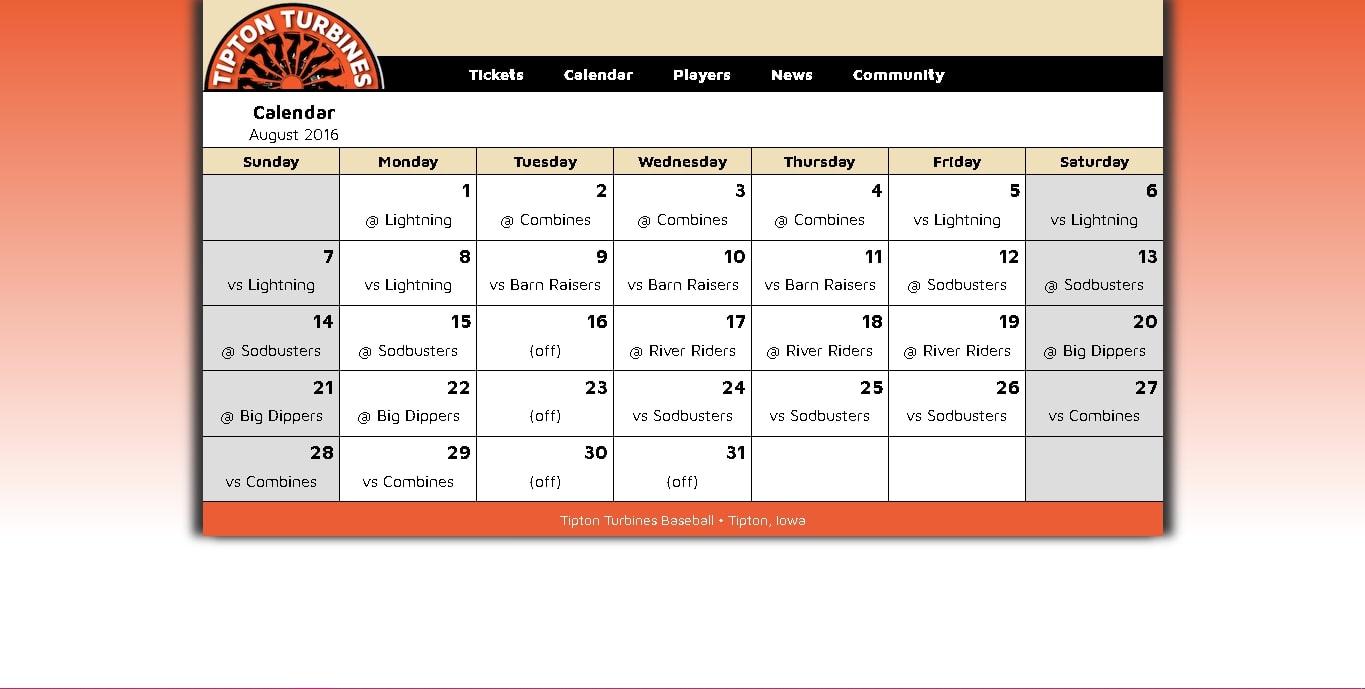 TIPTON TURBINES
Tickets Calendar Players News Community
Calendar
August 2016
Sunday Monday Tuesday Wednesday Thursday Friday Saturday
1 2 3 4 5 6
@ Lightning @ Combines @ Combines @ Combines vs Lightning vs Lightning
7 8 9 10 11 12 13
vs Lightning vs Lightning vs Barn Raisers vs Barn Raisers vs Barn Raisers @ Sodbusters @ Sodbusters
14 15 16 17 18 19 20
@ Sodbusters @ Sodbusters (off) @ River Riders @ River Riders @ River Riders @ Big Dippers
21 22 23 24 25 26 27
@ Big Dippers @ Big Dippers (off) vs Sodbusters vs Sodbusters vs Sodbusters vs Combines
28 29 30 31
vs Combines vs Combines (off) (off)
Tipton Turbines Baseball • Tipton, Iowa